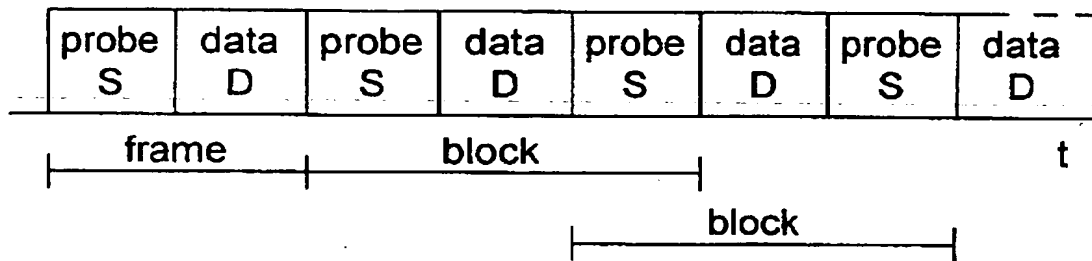 probe data probe data probe data probe data
S D S D S D S D
frame block t
block